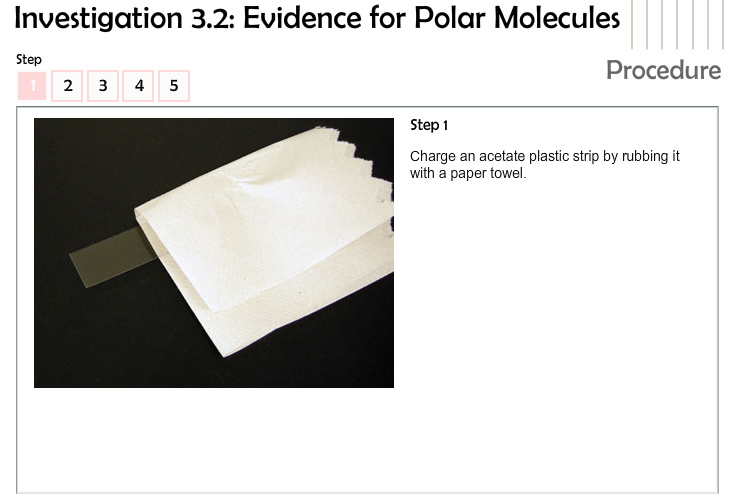 Investigation 3.2: Evidence for Polar Molecules
Procedure
Step
1 2 3 4 5
Step 1
Charge an acetate plastic strip by rubbing it
with a paper towel.